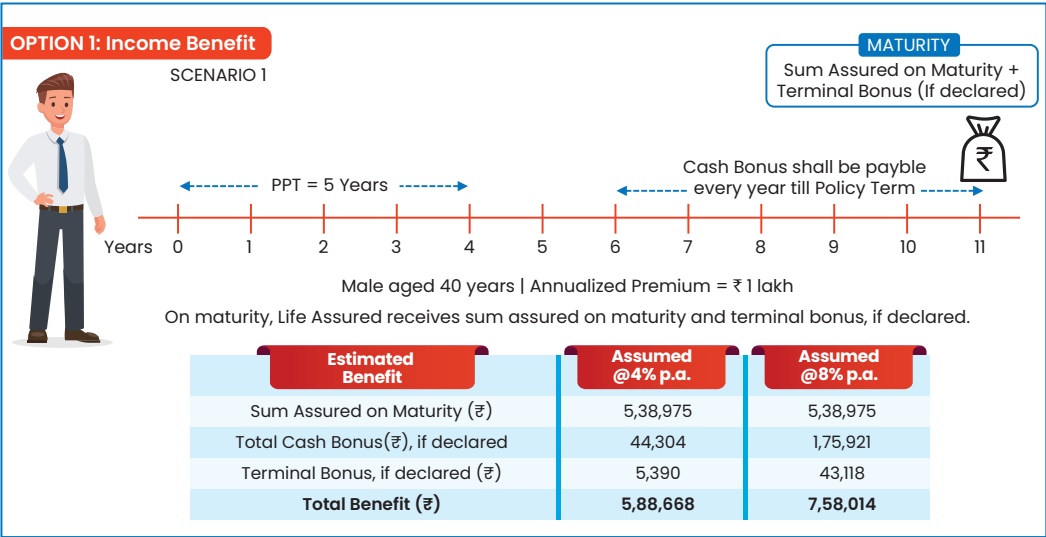 OPTION 1: Income Benefit
SCENARIO 1
MATURITY
Sum Assured on Maturity +
Terminal Bonus (If declared)
₹
PPT = 5 Years
Cash Bonus shall be payble
every year till Policy Term
Years 0 1 2 3 4 5 6 7 8 9 10 11
Male aged 40 years | Annualized Premium = ₹ 1 lakh
On maturity, Life Assured receives sum assured on maturity and terminal bonus, if declared.
Estimated
Benefit
Assumed
@4% p.a.
Assumed
@8% p.a.
Sum Assured on Maturity (₹) 5,38,975 5,38,975
Total Cash Bonus(₹), if declared 44,304 1,75,921
Terminal Bonus, if declared (₹) 5,390 43,118
Total Benefit (₹) 5,88,668 7,58,014